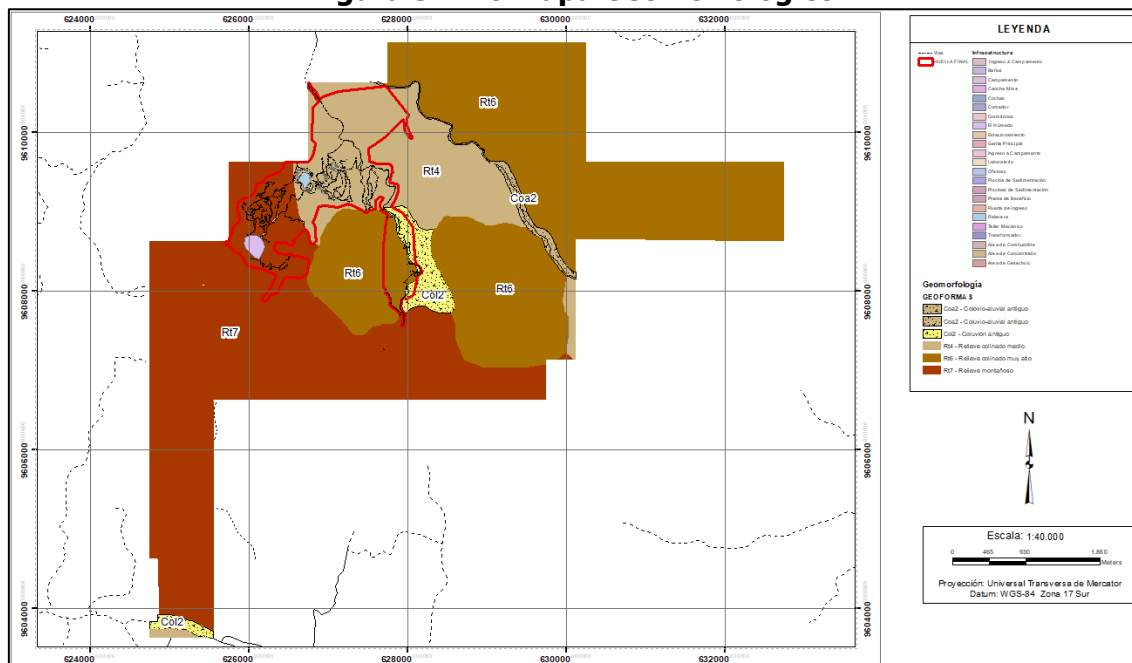 624000
626000
628000
630000
632000
9610000
9608000
9606000
9604000
9610000
9608000
9606000
9604000
Rt6
Rt4
Coa2
Rt6
Col2
Rt6
Rt7
Col2
624000
626000
628000
630000
632000
LEYENDA
Vias
HUELLA FINAL
Infraestructura
Ingreso a Campamento
Baños
Campamento
Cancha Mina
Cocina
Comedor
Dormitorios
El Húmedo
Estacionamiento
Garita Principal
Ingreso a Campamento
Laboratorio
Oficinas
Piscina de Sedimentación
Piscinas de Sedimentación
Planta de Beneficio
Puerta de Ingreso
Relavera
Taller Mecánico
Transformador
Área de Combustible
Área de Concentrado
Área de Desechos
Geomorfología
GEOFORMAS
Coa2 - Coluvio-aluvial antiguo
Coa2 - Coluvio-aluvial antiguo
Col2 - Coluvión antiguo
Rt4 - Relieve colinado medio
Rt6 - Relieve colinado muy alto
Rt7 - Relieve montañoso
N
Escala: 1:40.000
0 465 930 1.860
Meters
Proyección: Universal Transversa de Mercator
Datum: WGS-84 Zona 17 Sur